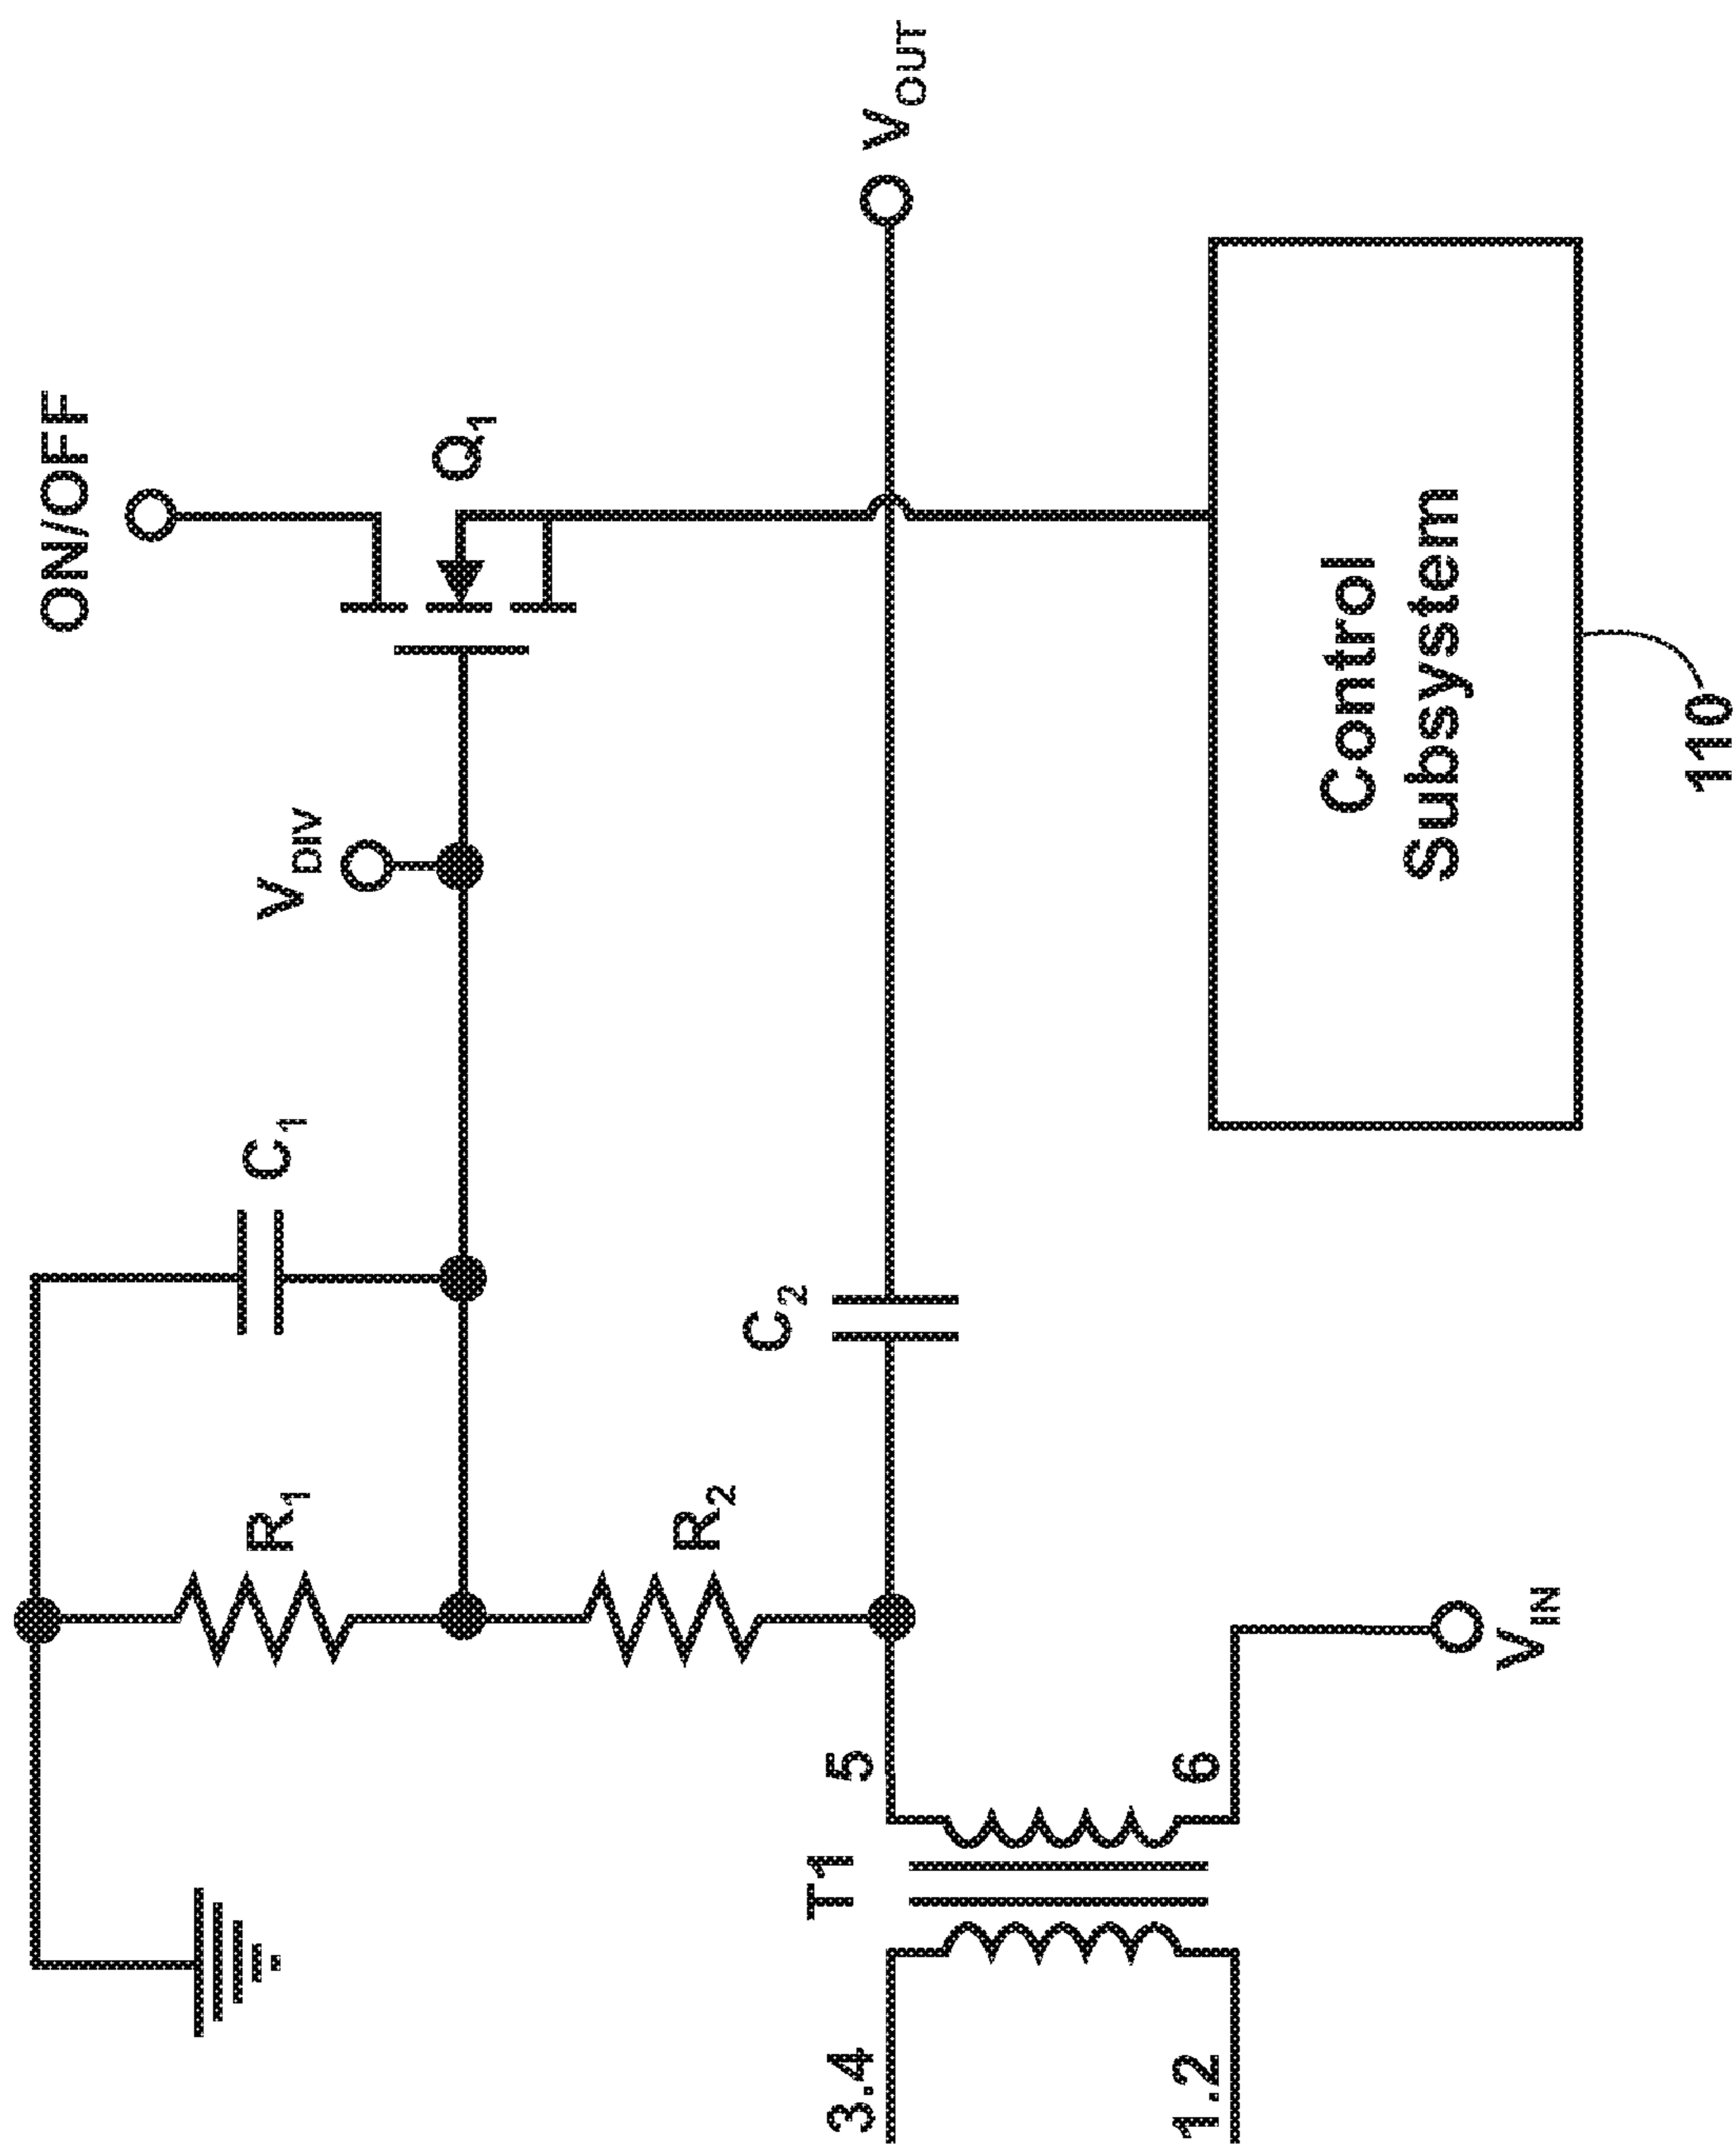 ON/OFF
Q1
VDIV
VOUT
C1
C2
R1
R2
Control
Subsystem
110
T1
5
6
3.4
1.2
VIN